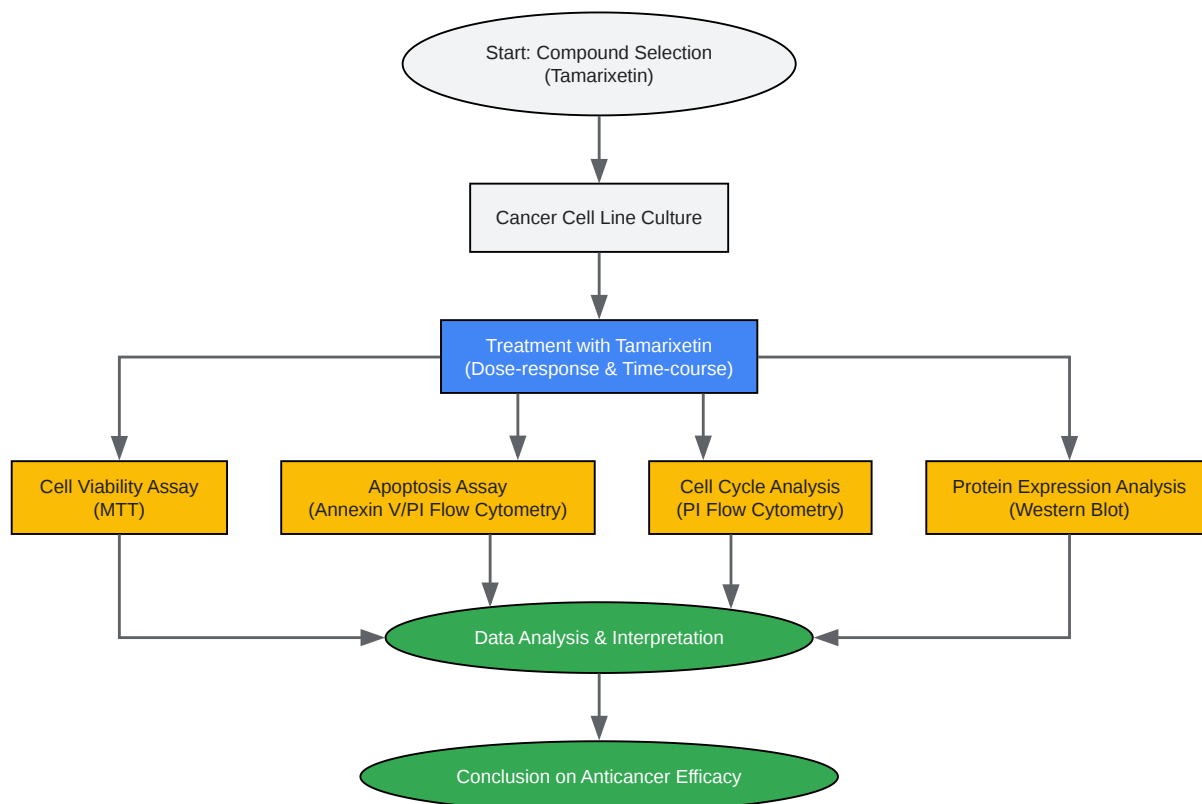 Start: Compound Selection
(Tamarixetin)
Cancer Cell Line Culture
Treatment with Tamarixetin
(Dose-response & Time-course)
Cell Viability Assay
(MTT)
Apoptosis Assay
(Annexin V/PI Flow Cytometry)
Cell Cycle Analysis
(PI Flow Cytometry)
Protein Expression Analysis
(Western Blot)
Data Analysis & Interpretation
Conclusion on Anticancer Efficacy